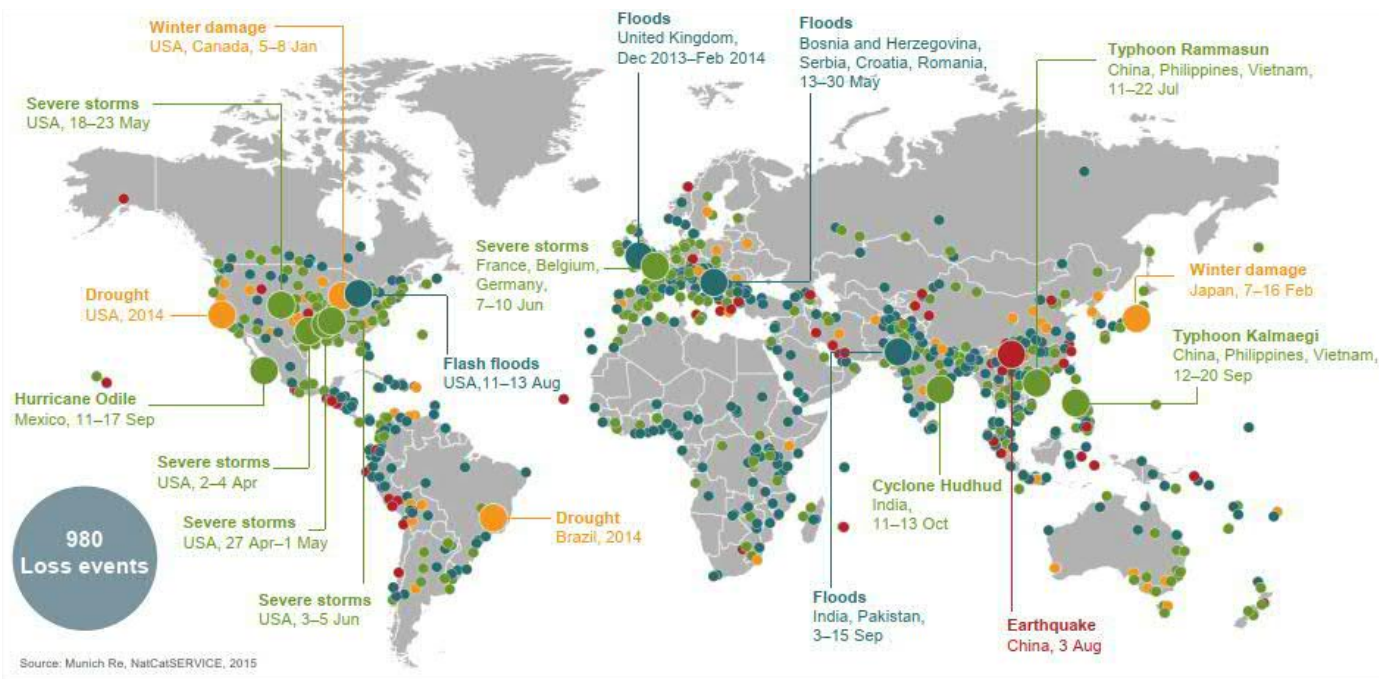 Winter damage
USA, Canada, 5–8 Jan
Floods
United Kingdom,
Dec 2013–Feb 2014
Floods
Bosnia and Herzegovina,
Serbia, Croatia, Romania,
13–30 May
Typhoon Rammasun
China, Philippines, Vietnam,
11–22 Jul
Severe storms
USA, 18–23 May
Severe storms
France, Belgium,
Germany,
7–10 Jun
Winter damage
Japan, 7–16 Feb
Drought
USA, 2014
Typhoon Kalmaegi
China, Philippines, Vietnam,
12–20 Sep
Flash floods
USA,11–13 Aug
Hurricane Odile
Mexico, 11–17 Sep
Severe storms
USA, 2–4 Apr
Cyclone Hudhud
India,
11–13 Oct
Severe storms
USA, 27 Apr–1 May
Drought
Brazil, 2014
980
Loss events
Severe storms
USA, 3–5 Jun
Floods
India, Pakistan,
3–15 Sep
Earthquake
China, 3 Aug
Source: Munich Re, NatCatSERVICE, 2015